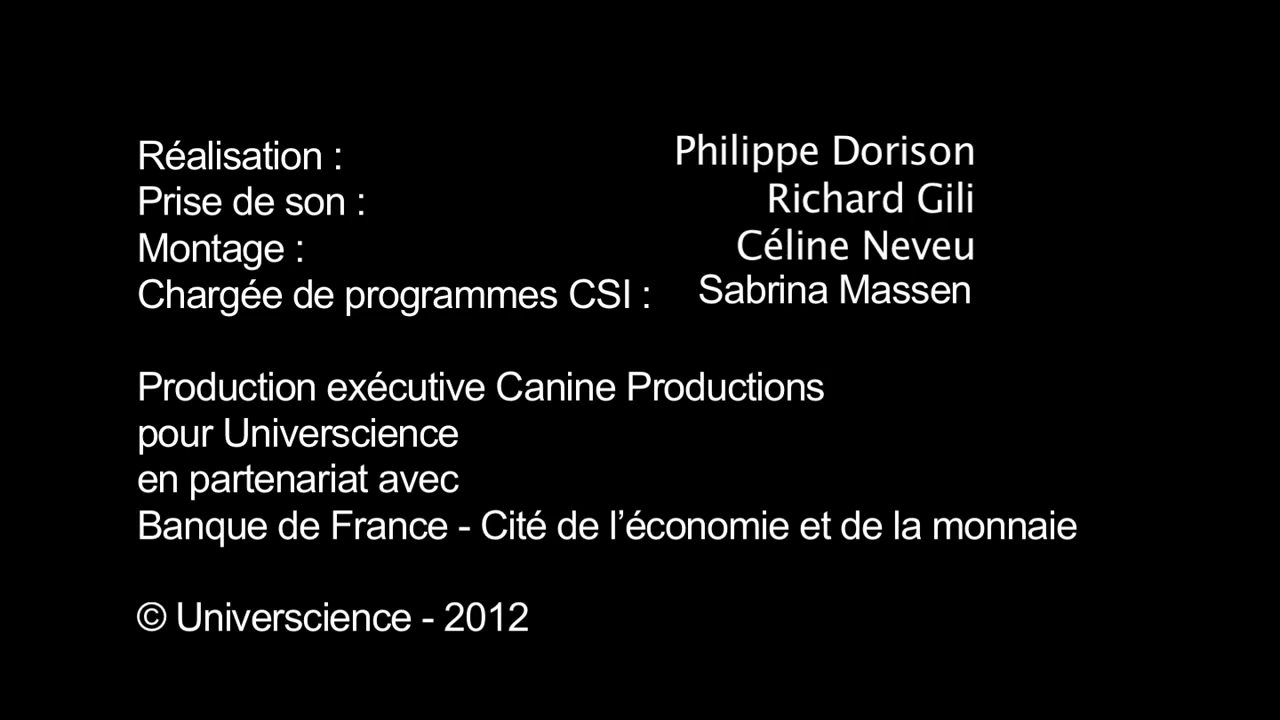 Réalisation : Philippe Dorison
Prise de son : Richard Gili
Montage : Céline Neveu
Chargée de programmes CSI : Sabrina Massen
Production exécutive Canine Productions
pour Universcience
en partenariat avec
Banque de France - Cité de l’économie et de la monnaie
© Universcience - 2012